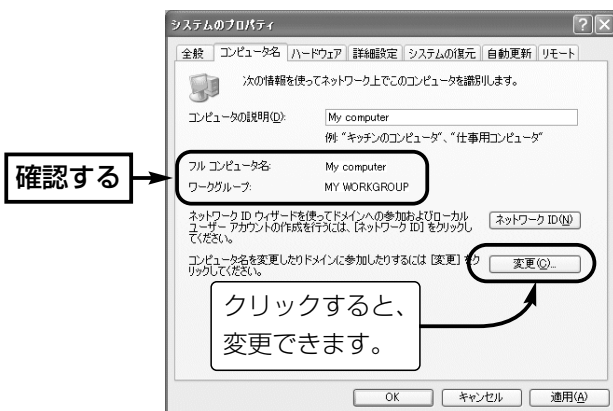 システムのプロパティ
全般 コンピュータ名 ハードウェア 詳細設定 システムの復元 自動更新 リモート
次の情報を使ってネットワーク上でこのコンピュータを識別します。
コンピュータの説明(D): My computer
例: "キッチンのコンピュータ"、"仕事用コンピュータ"
確認する
フル コンピュータ名: My computer
ワークグループ: MY WORKGROUP
ネットワーク ID ウィザードを使ってドメインへの参加およびローカル
ユーザー アカウントの作成を行うには、[ネットワーク ID] をクリックし
てください。
ネットワーク ID(N)
コンピュータ名を変更したりドメインに参加したりするには [変更] をク
リックしてください。
変更(C)...
クリックすると、
変更できます。
OK キャンセル 適用(A)